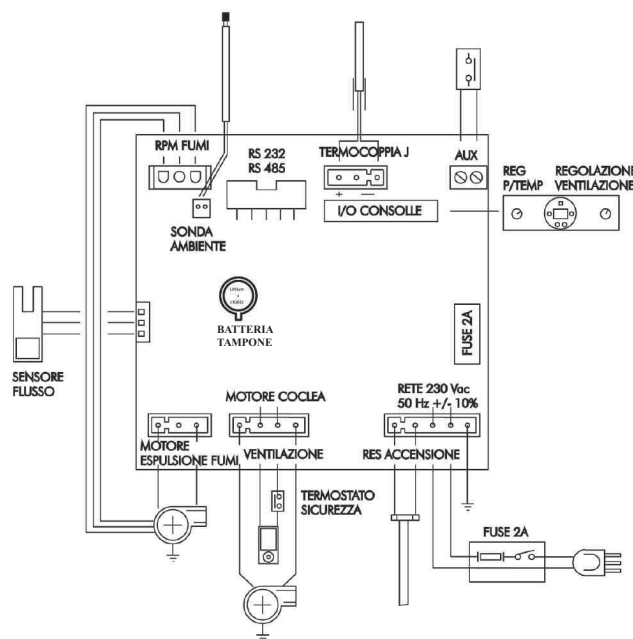 RPM FUMI
RS 232
RS 485
TERMOCOPPIA J
AUX
REG
P/TEMP
REGOLAZIONE
VENTILAZIONE
+
—
I/O CONSOLLE
SONDA
AMBIENTE
BATTERIA
TAMPONE
FUSE 2A
SENSORE
FLUSSO
MOTORE COCLEA
RETE 230 Vac
50 Hz +/- 10%
MOTORE
ESPULSIONE FUMI
VENTILAZIONE
RES ACCENSIONE
TERMOSTATO
SICUREZZA
FUSE 2A